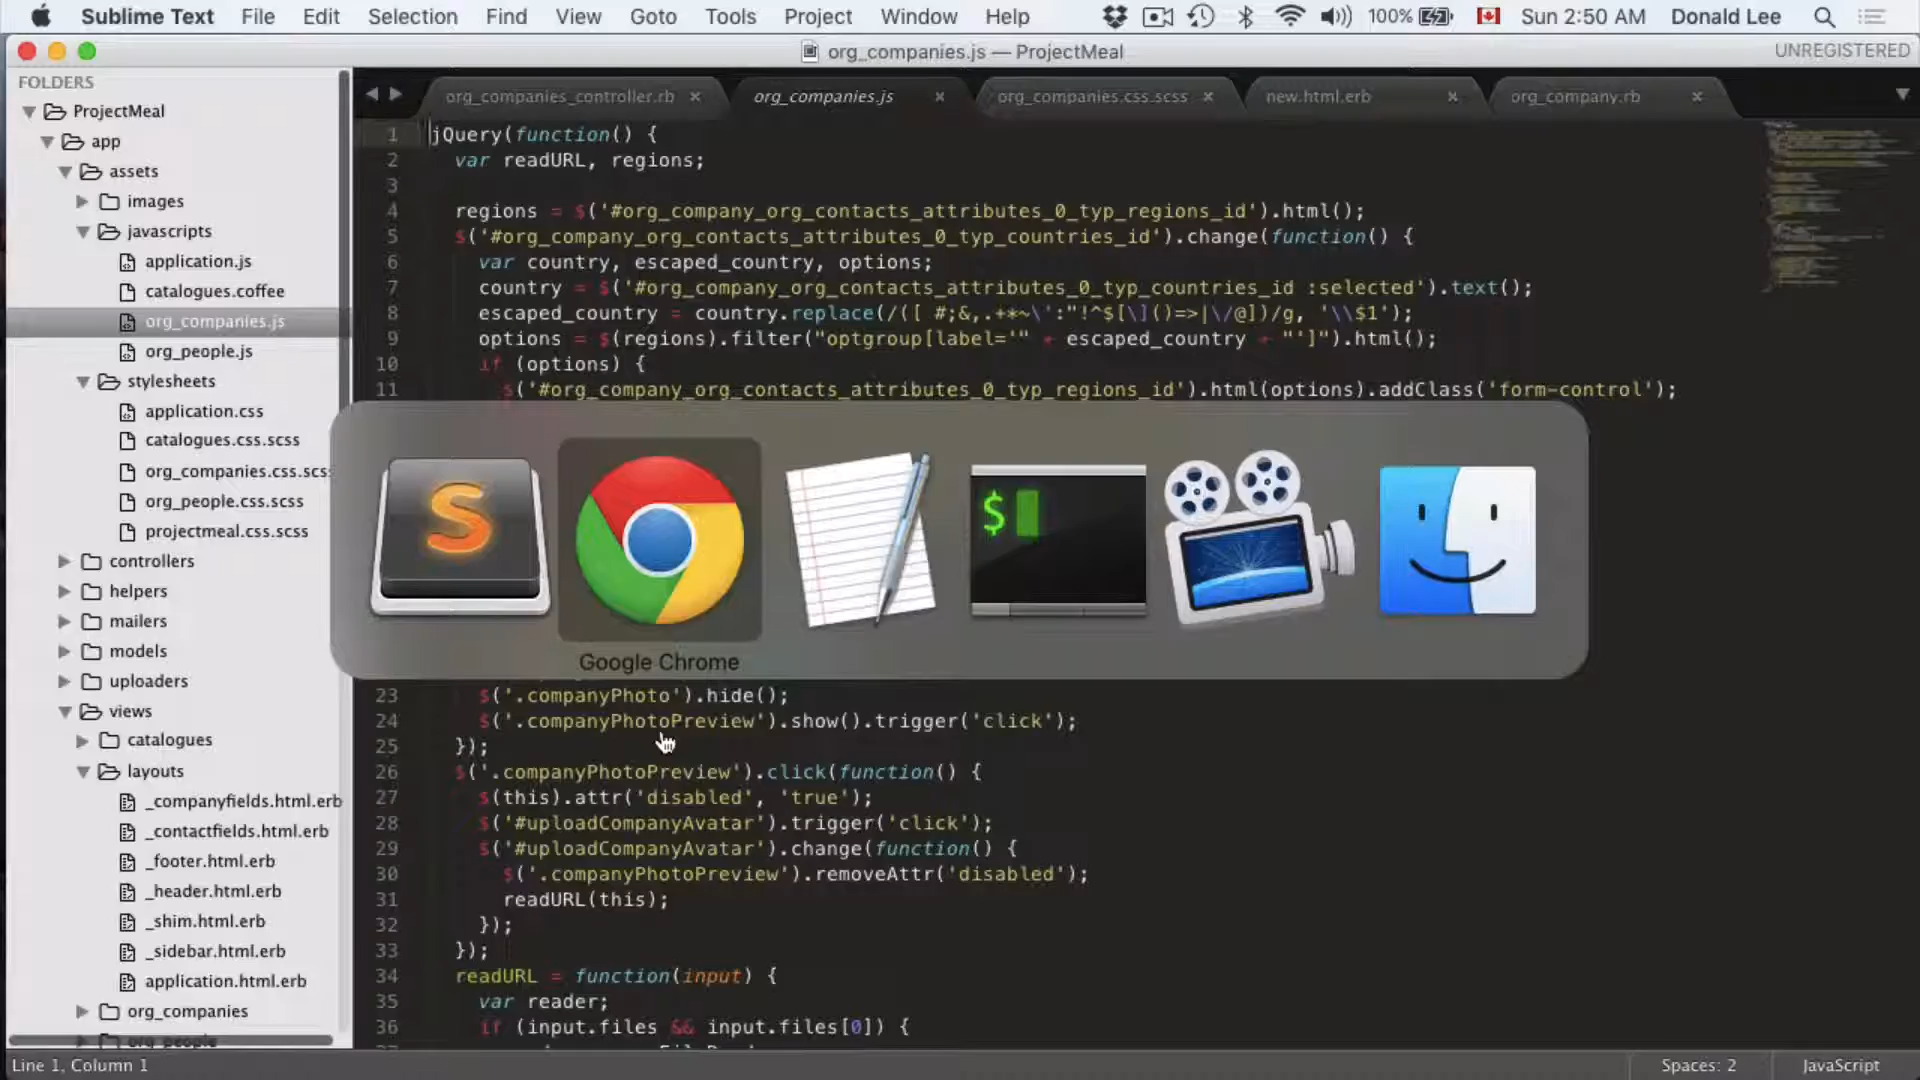 Sublime Text File Edit Selection Find View Goto Tools Project Window Help 100% Sun 2:50 AM Donald Lee
org_companies.js — ProjectMeal UNREGISTERED
FOLDERS
ProjectMeal
app
assets
images
javascripts
application.js
catalogues.coffee
org_companies.js
org_people.js
stylesheets
application.css
catalogues.css.scss
org_companies.css.scss
org_people.css.scss
projectmeal.css.scss
controllers
helpers
mailers
models
uploaders
views
catalogues
layouts
_companyfields.html.erb
_contactfields.html.erb
_footer.html.erb
_header.html.erb
_shim.html.erb
_sidebar.html.erb
application.html.erb
org_companies
org_people
org_companies_controller.rb org_companies.js org_companies.css.scss new.html.erb org_company.rb
1 jQuery(function() {
2 var readURL, regions;
3
4 regions = $('#org_company_org_contacts_attributes_0_typ_regions_id').html();
5 $('#org_company_org_contacts_attributes_0_typ_countries_id').change(function() {
6 var country, escaped_country, options;
7 country = $('#org_company_org_contacts_attributes_0_typ_countries_id :selected').text();
8 escaped_country = country.replace(/([ #;&,.+*~\':"!^$[\]()=>|\/@])/g, '\\$1');
9 options = $(regions).filter("optgroup[label='" + escaped_country + "']").html();
10 if (options) {
11 $('#org_company_org_contacts_attributes_0_typ_regions_id').html(options).addClass('form-control');
S
$
Google Chrome
23 $('.companyPhoto').hide();
24 $('.companyPhotoPreview').show().trigger('click');
25 });
26 $('.companyPhotoPreview').click(function() {
27 $(this).attr('disabled', 'true');
28 $('#uploadCompanyAvatar').trigger('click');
29 $('#uploadCompanyAvatar').change(function() {
30 $('.companyPhotoPreview').removeAttr('disabled');
31 readURL(this);
32 });
33 });
34 readURL = function(input) {
35 var reader;
36 if (input.files && input.files[0]) {
Line 1, Column 1 Spaces: 2 JavaScript